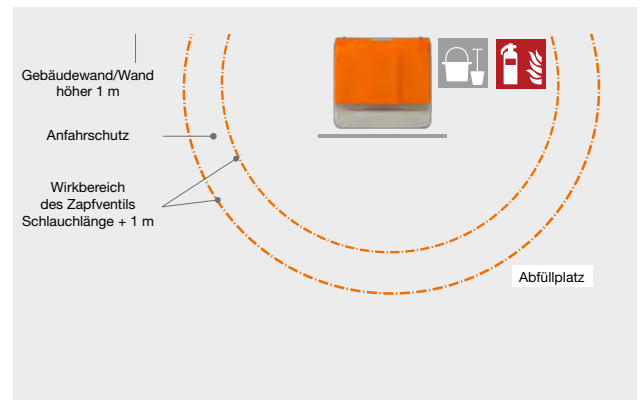 Gebäudewand/Wand
höher 1 m
Anfahrschutz
Wirkbereich
des Zapfventils
Schlauchlänge + 1 m
Abfüllplatz